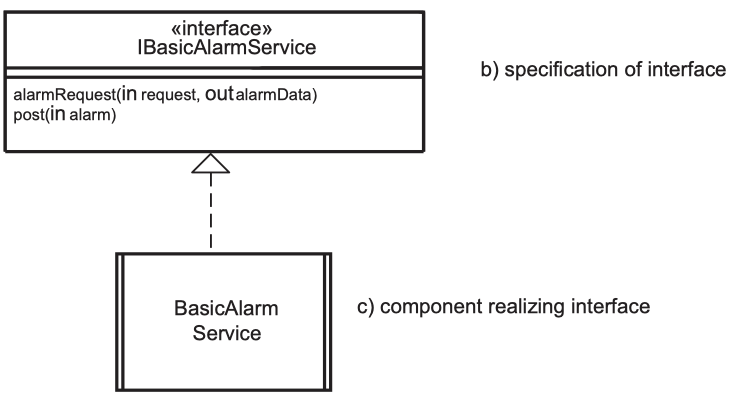 «interface»
IBasicAlarmService
b) specification of interface
alarmRequest(in request, out alarmData)
post(in alarm)
BasicAlarm
Service
c) component realizing interface